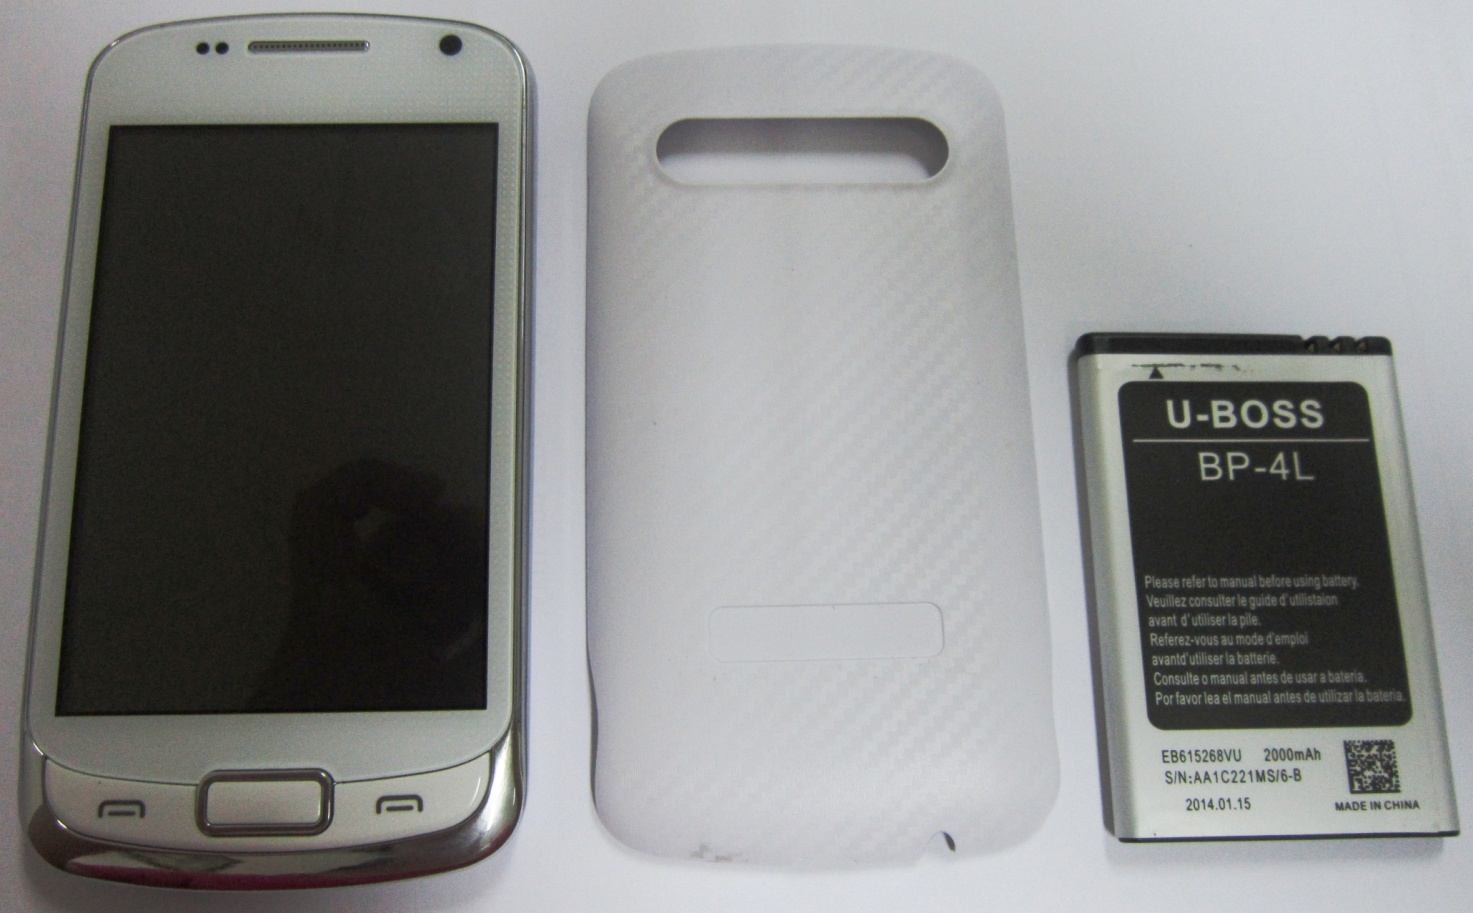 U-BOSS
BP-4L
Please refer to manual before using battery.
Veuillez consulter le guide d'utilistaion
avant d'utiliser la pile.
Referez-vous au mode d'emploi
avantd'utiliser la batterie.
Consulte o manual antes de usar a bateria.
Por favor lea el manual antes de utilizar la bateria.
EB615268VU 2000mAh
S/N:AA1C221MS/6-B
2014.01.15
MADE IN CHINA